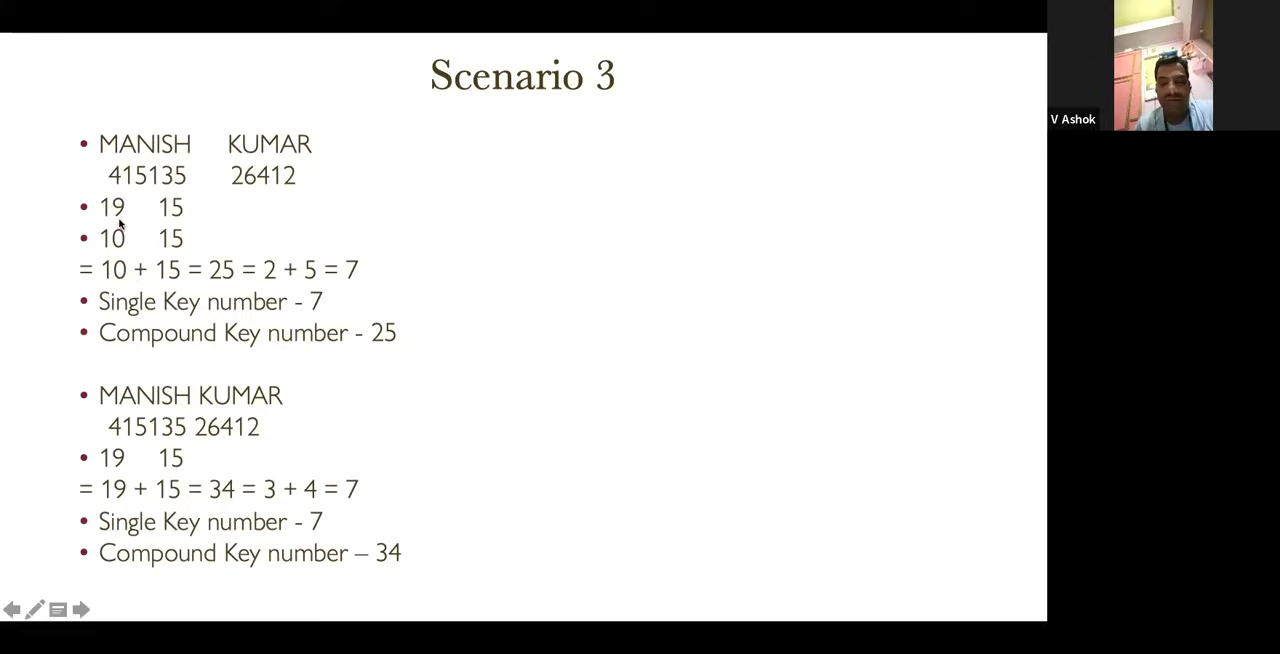 Scenario 3
• MANISH KUMAR
415135 26412
• 19 15
• 10 15
= 10 + 15 = 25 = 2 + 5 = 7
• Single Key number - 7
• Compound Key number - 25
• MANISH KUMAR
415135 26412
• 19 15
= 19 + 15 = 34 = 3 + 4 = 7
• Single Key number - 7
• Compound Key number – 34
V Ashok